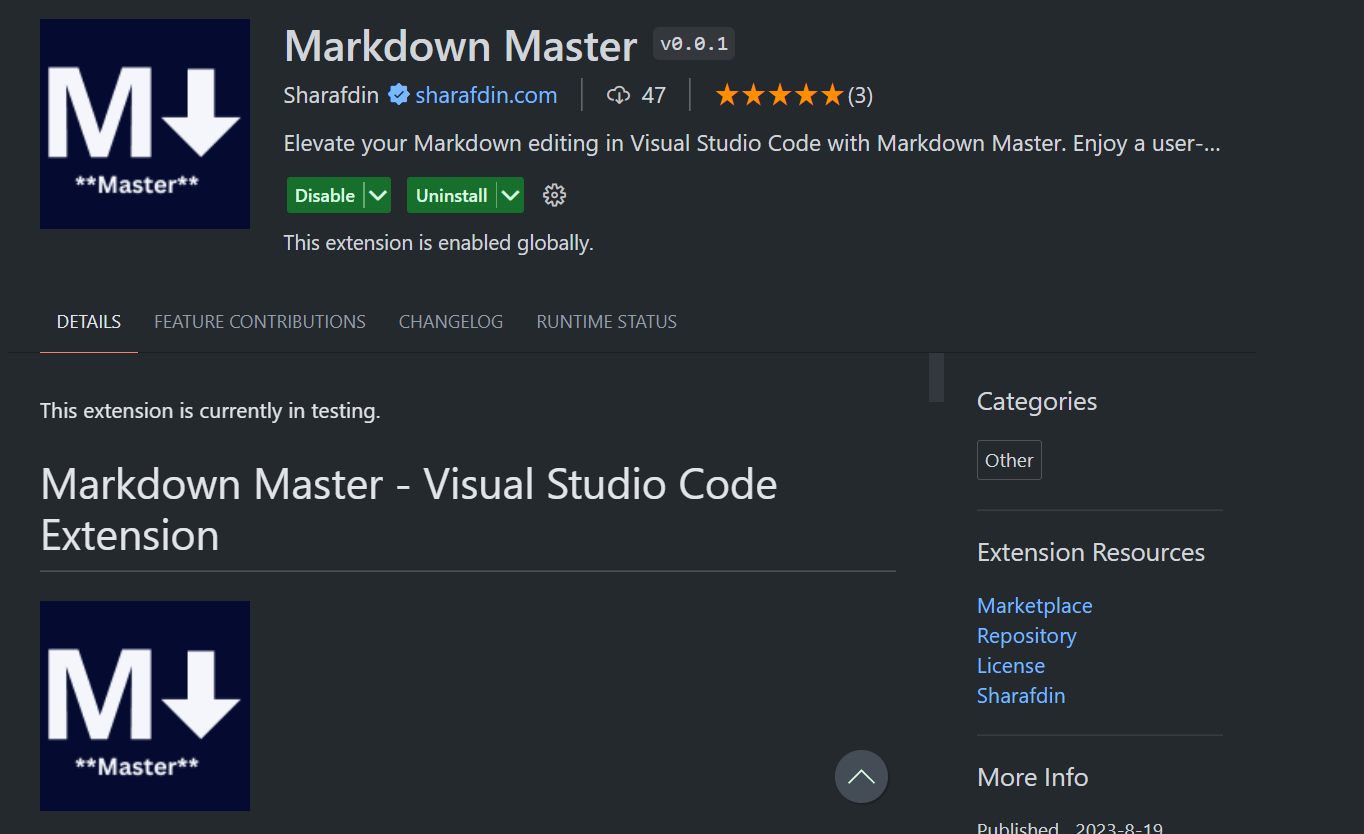 Markdown Master v0.0.1
Sharafdin sharafdin.com 47 (3)
Elevate your Markdown editing in Visual Studio Code with Markdown Master. Enjoy a user-...
Disable Uninstall
This extension is enabled globally.
M
**Master**
DETAILS FEATURE CONTRIBUTIONS CHANGELOG RUNTIME STATUS
This extension is currently in testing.
Markdown Master - Visual Studio Code
Extension
M
**Master**
Categories
Other
Extension Resources
Marketplace
Repository
License
Sharafdin
More Info
Published 2023-8-19